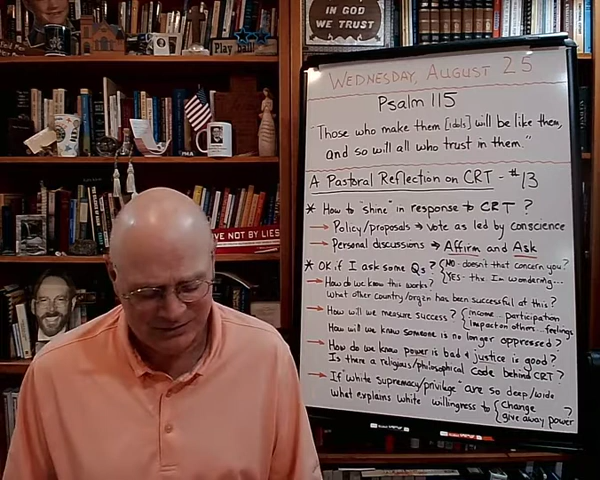 IN GOD
WE TRUST
Play Ball
LIVE NOT BY LIES
WEDNESDAY, AUGUST 25
Psalm 115
"Those who make them [idols] will be like them,
and so will all who trust in them."
A Pastoral Reflection on CRT - #13
* How to "shine" in response to CRT?
→ Policy/proposals → vote as led by conscience
→ Personal discussions → Affirm and Ask
* OK if I ask some Qs? { NO - doesn't that concern you?
YES - thx I'm wondering...
→ How do we know this works?
What other country/orgzn has been successful at this?
→ How will we measure success? { income.. participation
impact on others.. feelings
How will we know someone is no longer oppressed?
→ How do we know power is bad & justice is good?
Is there a religious/philosophical code behind CRT?
→ If "white supremacy/privilege" are so deep/wide
what explains white willingness to { change
give away power ?